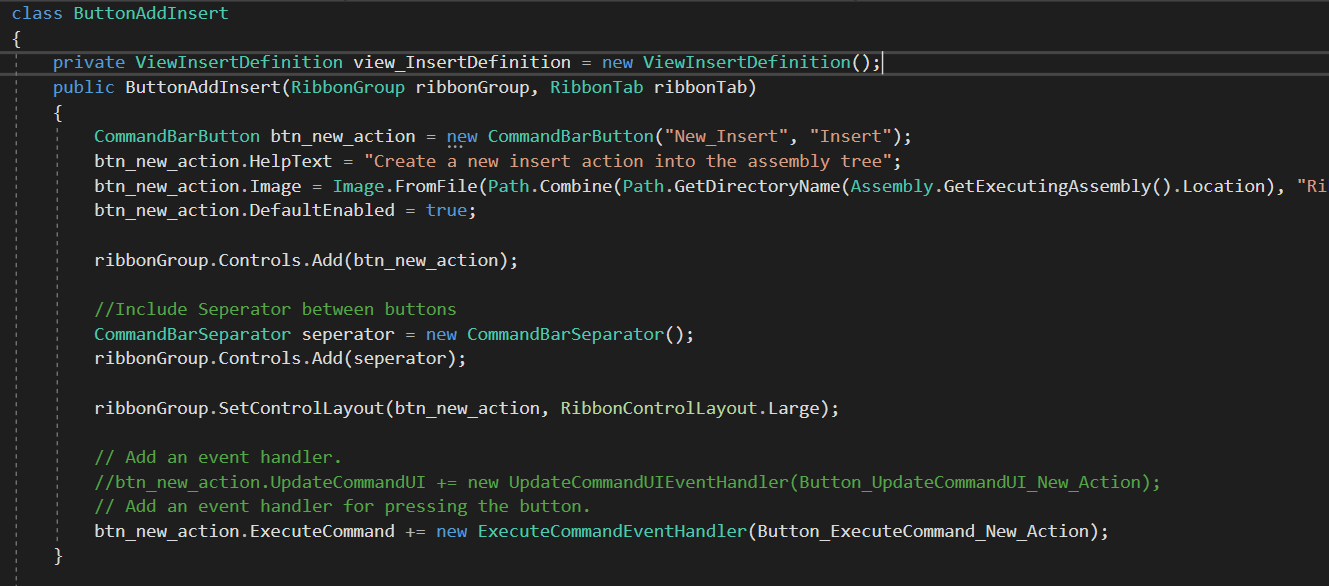 class ButtonAddInsert
{
private ViewInsertDefinition view_InsertDefinition = new ViewInsertDefinition();
public ButtonAddInsert(RibbonGroup ribbonGroup, RibbonTab ribbonTab)
{
CommandBarButton btn_new_action = new CommandBarButton("New_Insert", "Insert");
btn_new_action.HelpText = "Create a new insert action into the assembly tree";
btn_new_action.Image = Image.FromFile(Path.Combine(Path.GetDirectoryName(Assembly.GetExecutingAssembly().Location), "Ri
btn_new_action.DefaultEnabled = true;
ribbonGroup.Controls.Add(btn_new_action);
//Include Seperator between buttons
CommandBarSeparator seperator = new CommandBarSeparator();
ribbonGroup.Controls.Add(seperator);
ribbonGroup.SetControlLayout(btn_new_action, RibbonControlLayout.Large);
// Add an event handler.
//btn_new_action.UpdateCommandUI += new UpdateCommandUIEventHandler(Button_UpdateCommandUI_New_Action);
// Add an event handler for pressing the button.
btn_new_action.ExecuteCommand += new ExecuteCommandEventHandler(Button_ExecuteCommand_New_Action);
}